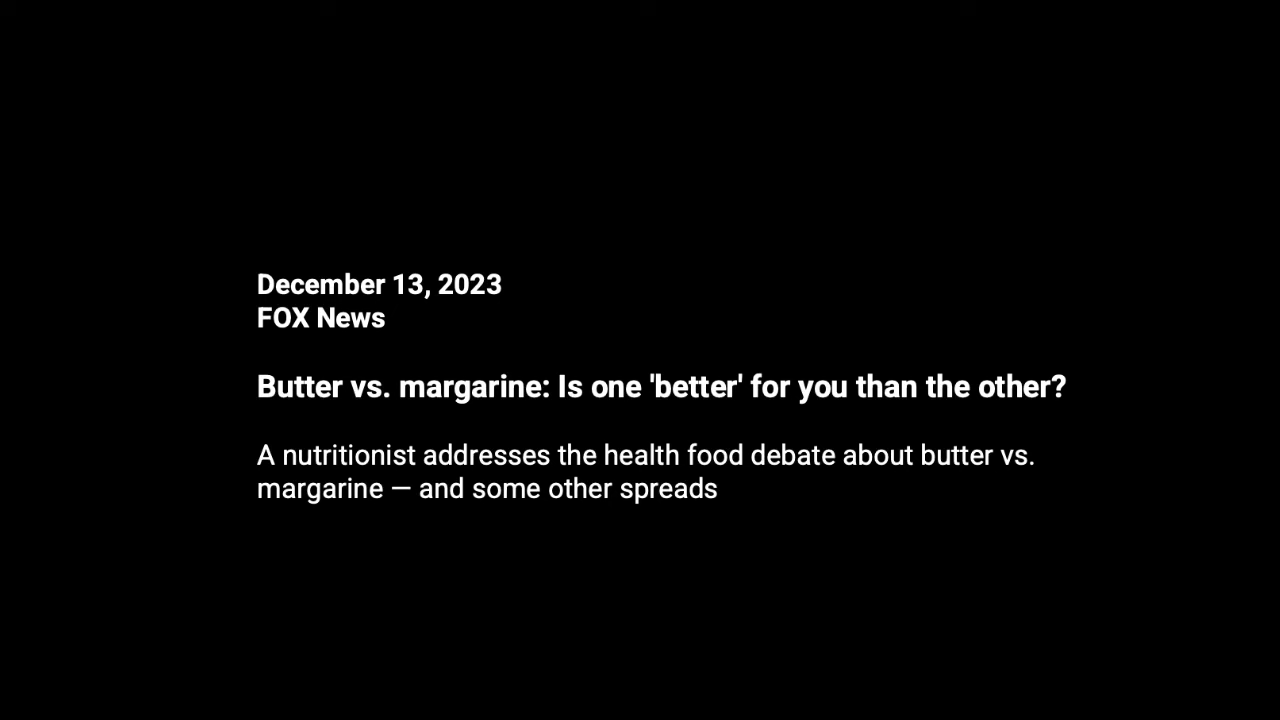 December 13, 2023
FOX News
Butter vs. margarine: Is one 'better' for you than the other?
A nutritionist addresses the health food debate about butter vs.
margarine — and some other spreads